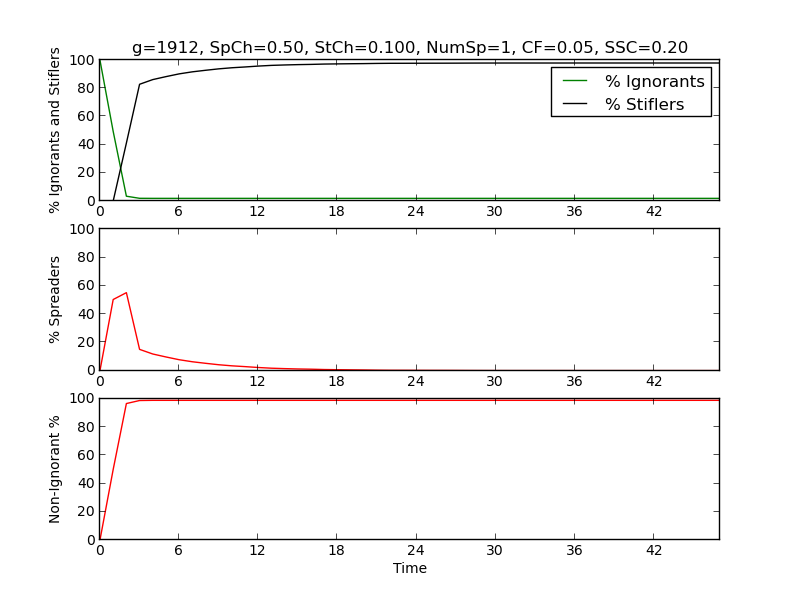 g=1912, SpCh=0.50, StCh=0.100, NumSp=1, CF=0.05, SSC=0.20
% Ignorants and Stiflers
100
80
60
40
20
0
% Ignorants
% Stiflers
0 6 12 18 24 30 36 42
% Spreaders
100
80
60
40
20
0
0 6 12 18 24 30 36 42
Non-Ignorant %
100
80
60
40
20
0
0 6 12 18 24 30 36 42
Time